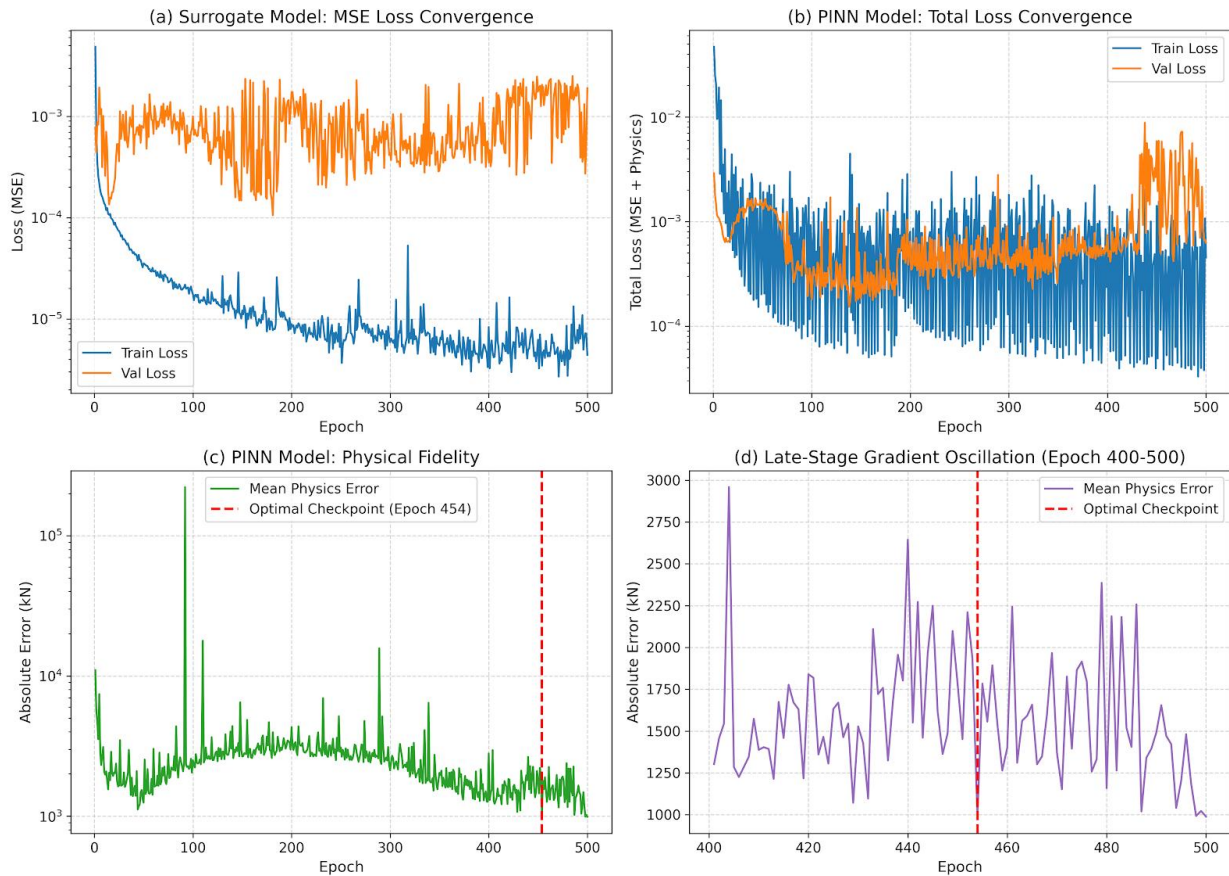 (a) Surrogate Model: MSE Loss Convergence
Loss (MSE)
10⁻³
10⁻⁴
10⁻⁵
Train Loss
Val Loss
0 100 200 300 400 500
Epoch
(b) PINN Model: Total Loss Convergence
Total Loss (MSE + Physics)
10⁻²
10⁻³
10⁻⁴
Train Loss
Val Loss
0 100 200 300 400 500
Epoch
(c) PINN Model: Physical Fidelity
Absolute Error (kN)
10⁵
10⁴
10³
Mean Physics Error
Optimal Checkpoint (Epoch 454)
0 100 200 300 400 500
Epoch
(d) Late-Stage Gradient Oscillation (Epoch 400-500)
Absolute Error (kN)
3000
2750
2500
2250
2000
1750
1500
1250
1000
Mean Physics Error
Optimal Checkpoint
400 420 440 460 480 500
Epoch